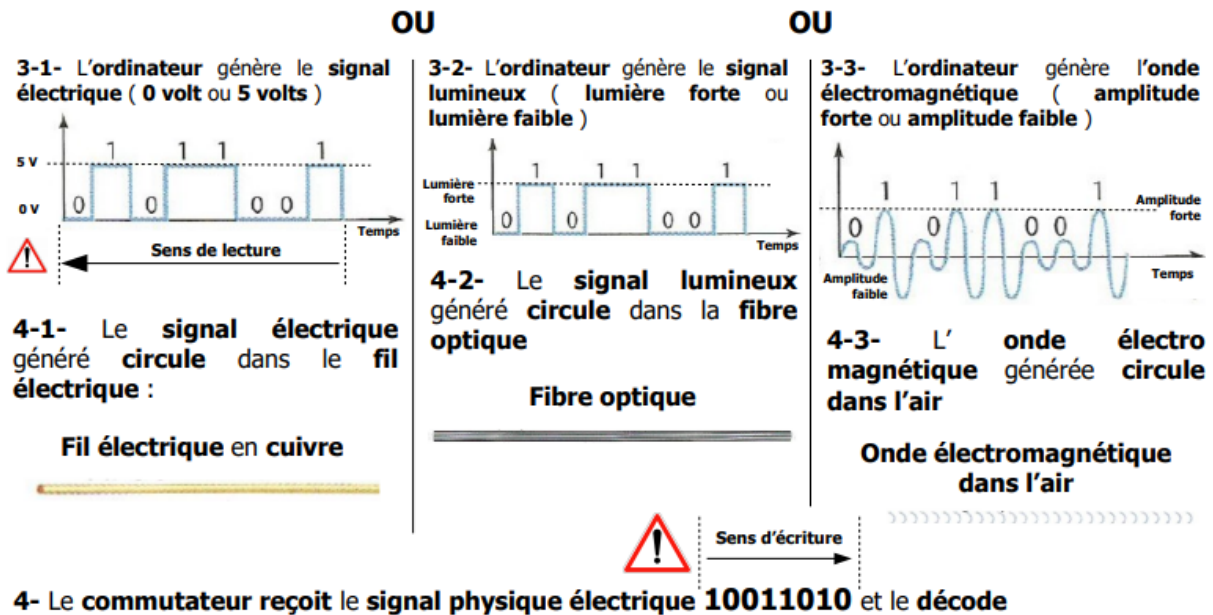 OU
OU
3-1- L'ordinateur génère le signal
électrique ( 0 volt ou 5 volts )
1 1 1 1
5 V
0 V
0 0 0 0
Temps
Sens de lecture
4-1- Le signal électrique
généré circule dans le fil
électrique :
Fil électrique en cuivre
3-2- L'ordinateur génère le signal
lumineux ( lumière forte ou
lumière faible )
1 1 1 1
Lumière
forte
0 0 0 0
Lumière
faible
Temps
4-2- Le signal lumineux
généré circule dans la fibre
optique
Fibre optique
3-3- L'ordinateur génère l'onde
électromagnétique ( amplitude
forte ou amplitude faible )
1 1 1 1
Amplitude
forte
0 0 0 0
Amplitude
faible
Temps
4-3- L' onde électro
magnétique générée circule
dans l'air
Onde électromagnétique
dans l'air
Sens d'écriture
4- Le commutateur reçoit le signal physique électrique 10011010 et le décode